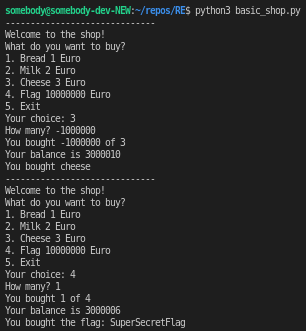 somebody@somebody-dev-NEW:~/repos/RE$ python3 basic_shop.py
------------------------------
Welcome to the shop!
What do you want to buy?
1. Bread 1 Euro
2. Milk 2 Euro
3. Cheese 3 Euro
4. Flag 10000000 Euro
5. Exit
Your choice: 3
How many? -1000000
You bought -1000000 of 3
Your balance is 3000010
You bought cheese
------------------------------
Welcome to the shop!
What do you want to buy?
1. Bread 1 Euro
2. Milk 2 Euro
3. Cheese 3 Euro
4. Flag 10000000 Euro
5. Exit
Your choice: 4
How many? 1
You bought 1 of 4
Your balance is 3000006
You bought the flag: SuperSecretFlag